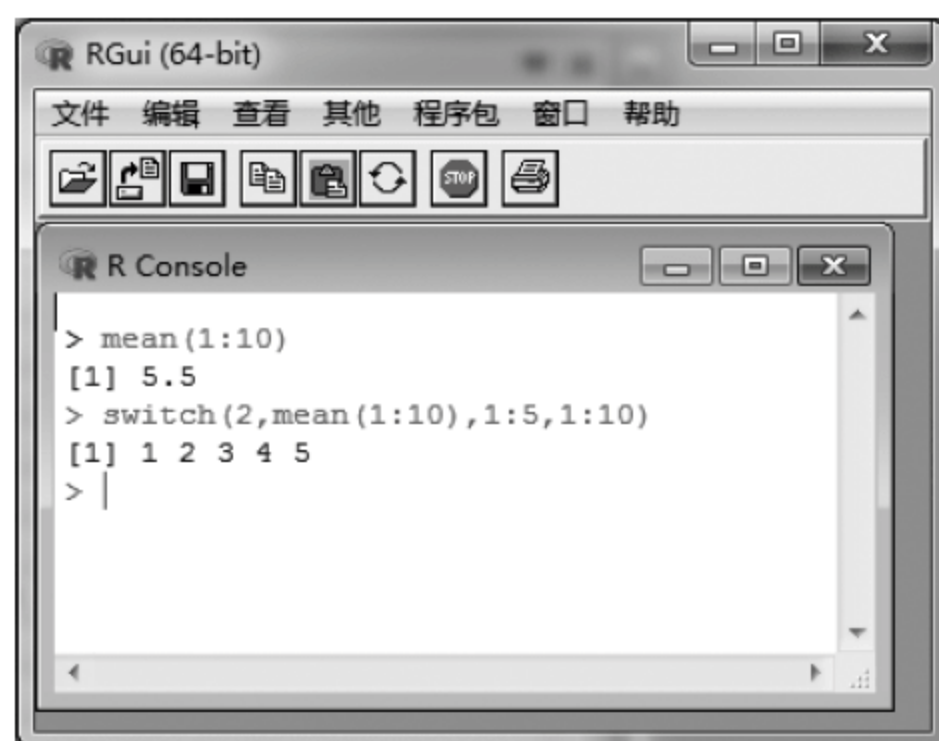 RGui (64-bit)
文件 编辑 查看 其他 程序包 窗口 帮助
STOP
R Console
> mean(1:10)
[1] 5.5
> switch(2,mean(1:10),1:5,1:10)
[1] 1 2 3 4 5
>